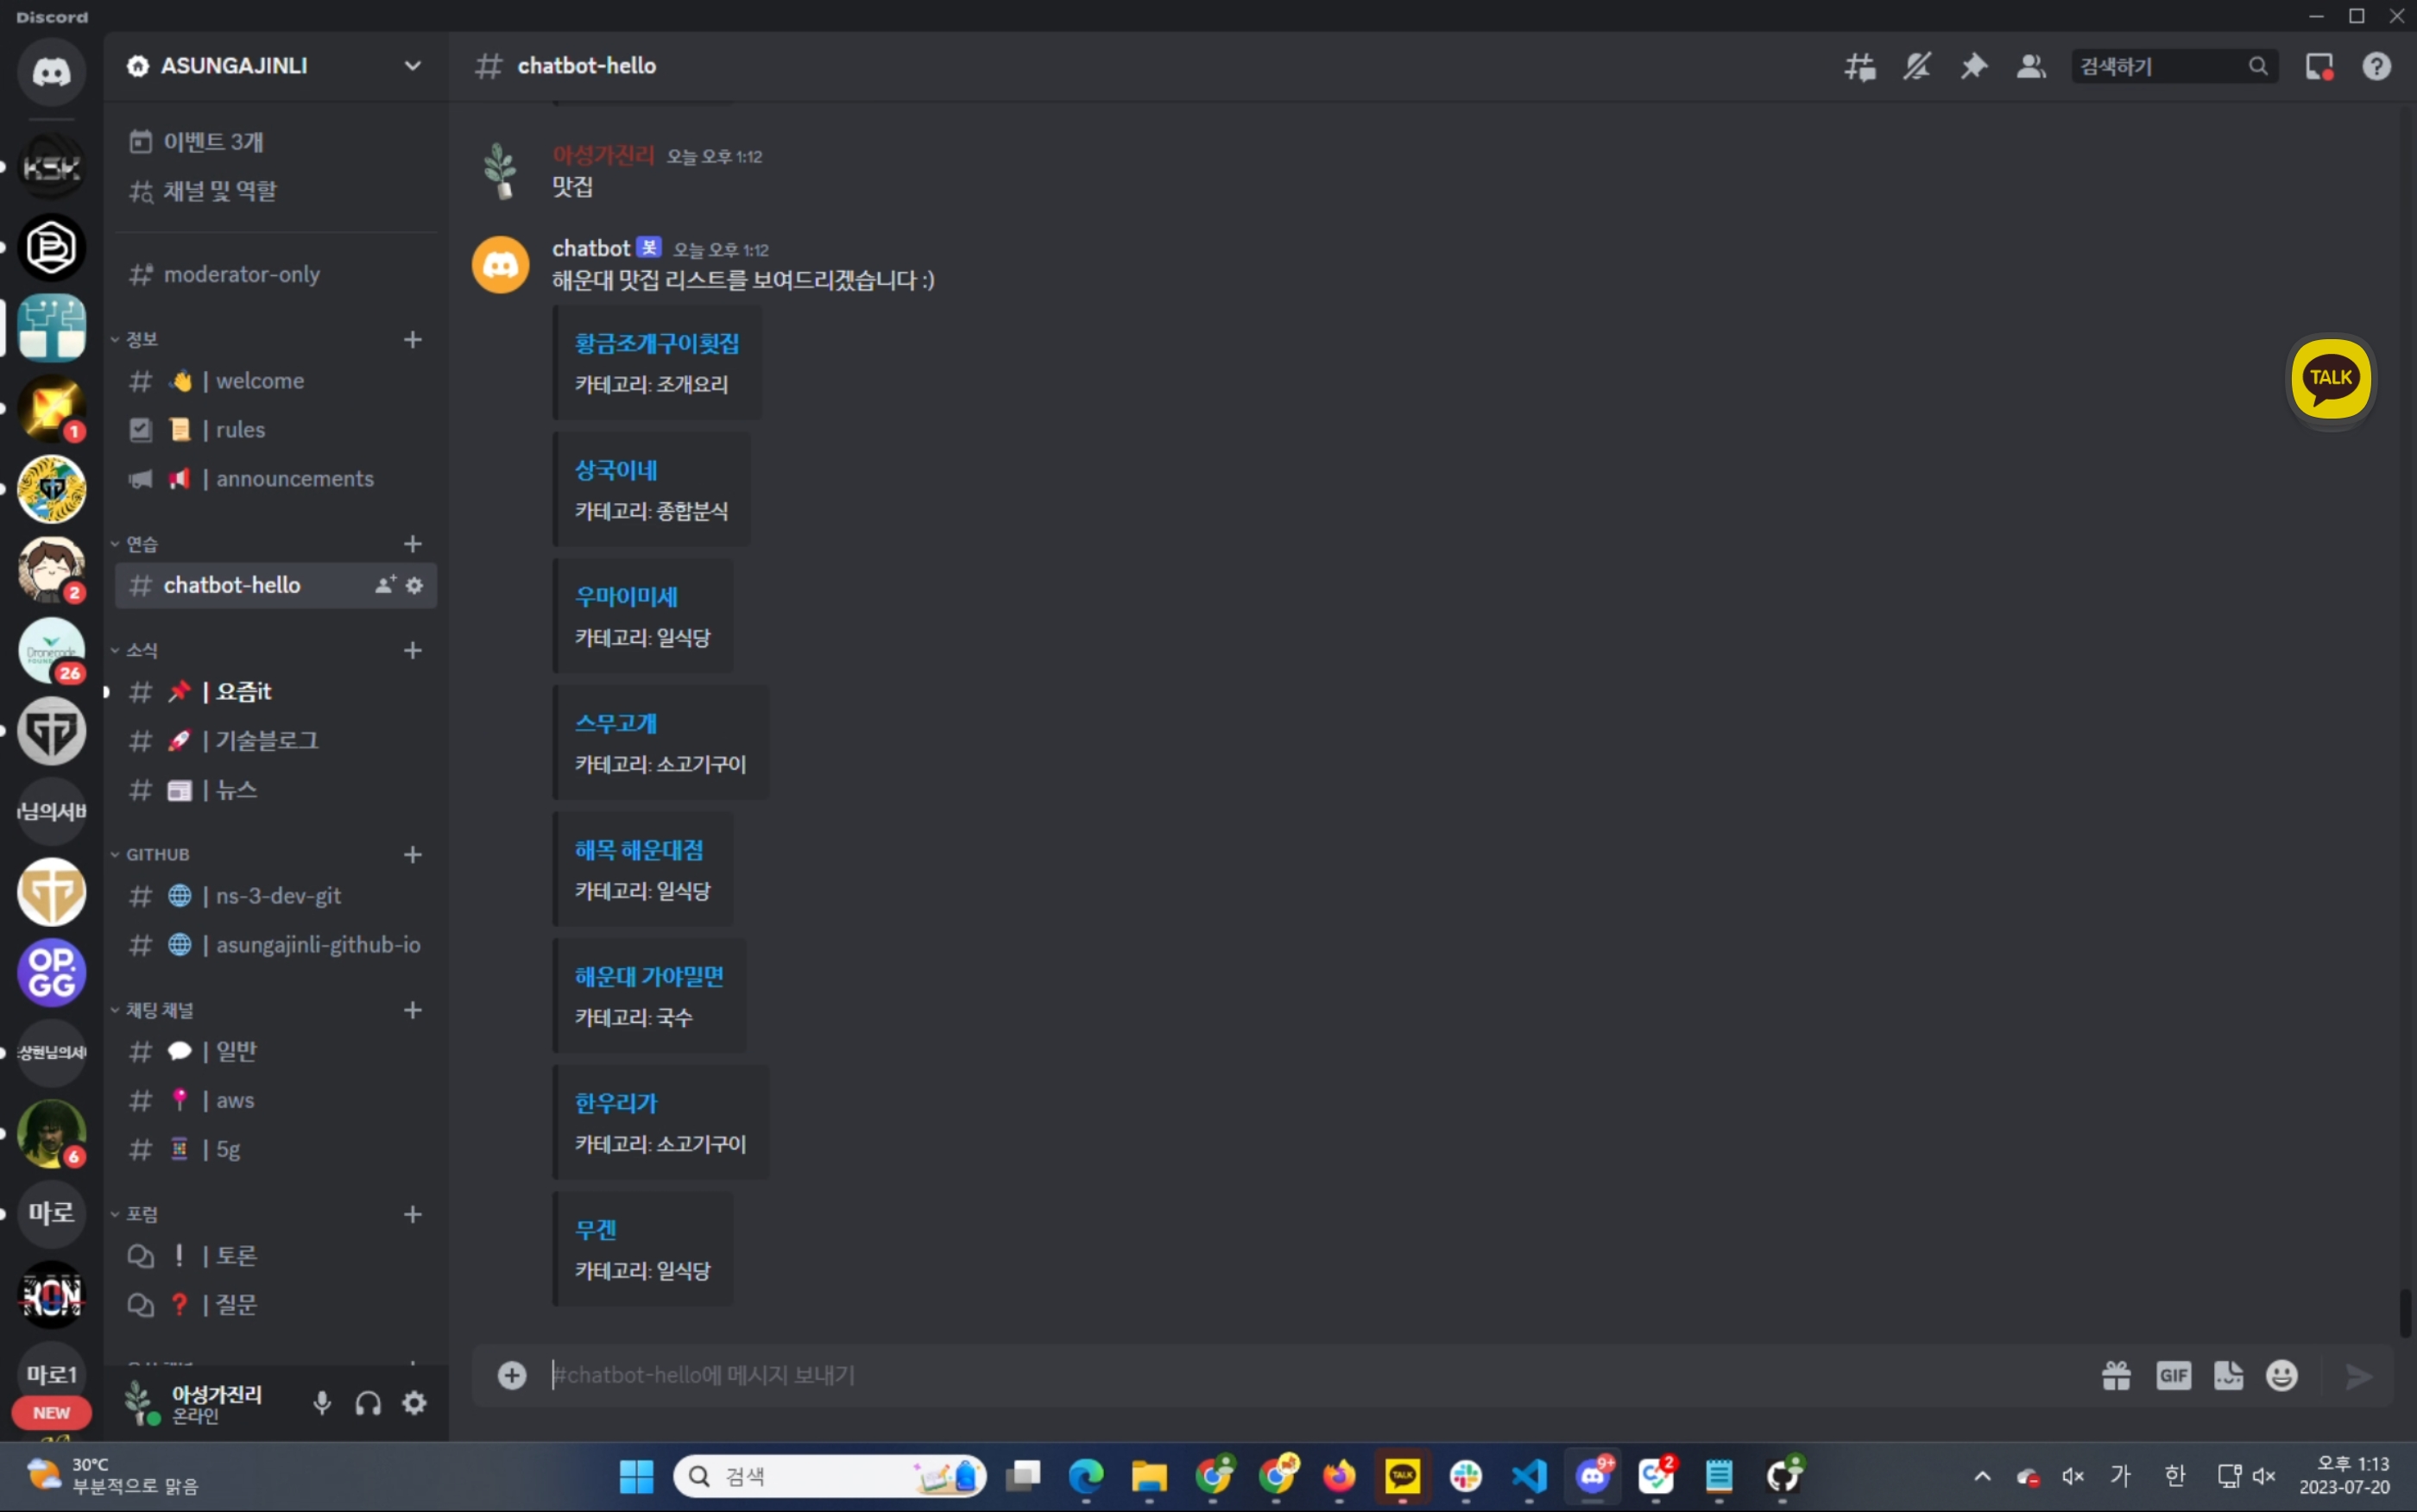 Discord
ASUNGAJINLI
chatbot-hello
검색하기
이벤트 3개
채널 및 역할
moderator-only
정보
| welcome
| rules
| announcements
연습
chatbot-hello
소식
| 요즘it
| 기술블로그
| 뉴스
GITHUB
| ns-3-dev-git
| asungajinli-github-io
채팅 채널
| 일반
| aws
| 5g
포럼
| 토론
| 질문
아성가진리
온라인
KSK
1
2
Dronecode
26
님의서버
OP.
GG
상현님의서
6
마로
마로1
NEW
아성가진리 오늘 오후 1:12
맛집
chatbot 봇 오늘 오후 1:12
해운대 맛집 리스트를 보여드리겠습니다 :)
황금조개구이횟집
카테고리: 조개요리
상국이네
카테고리: 종합분식
우마이미세
카테고리: 일식당
스무고개
카테고리: 소고기구이
해목 해운대점
카테고리: 일식당
해운대 가야밀면
카테고리: 국수
한우리가
카테고리: 소고기구이
무겐
카테고리: 일식당
TALK
#chatbot-hello에 메시지 보내기
GIF
30°C
부분적으로 맑음
검색
TALK
9+
2
가
한
오후 1:13
2023-07-20